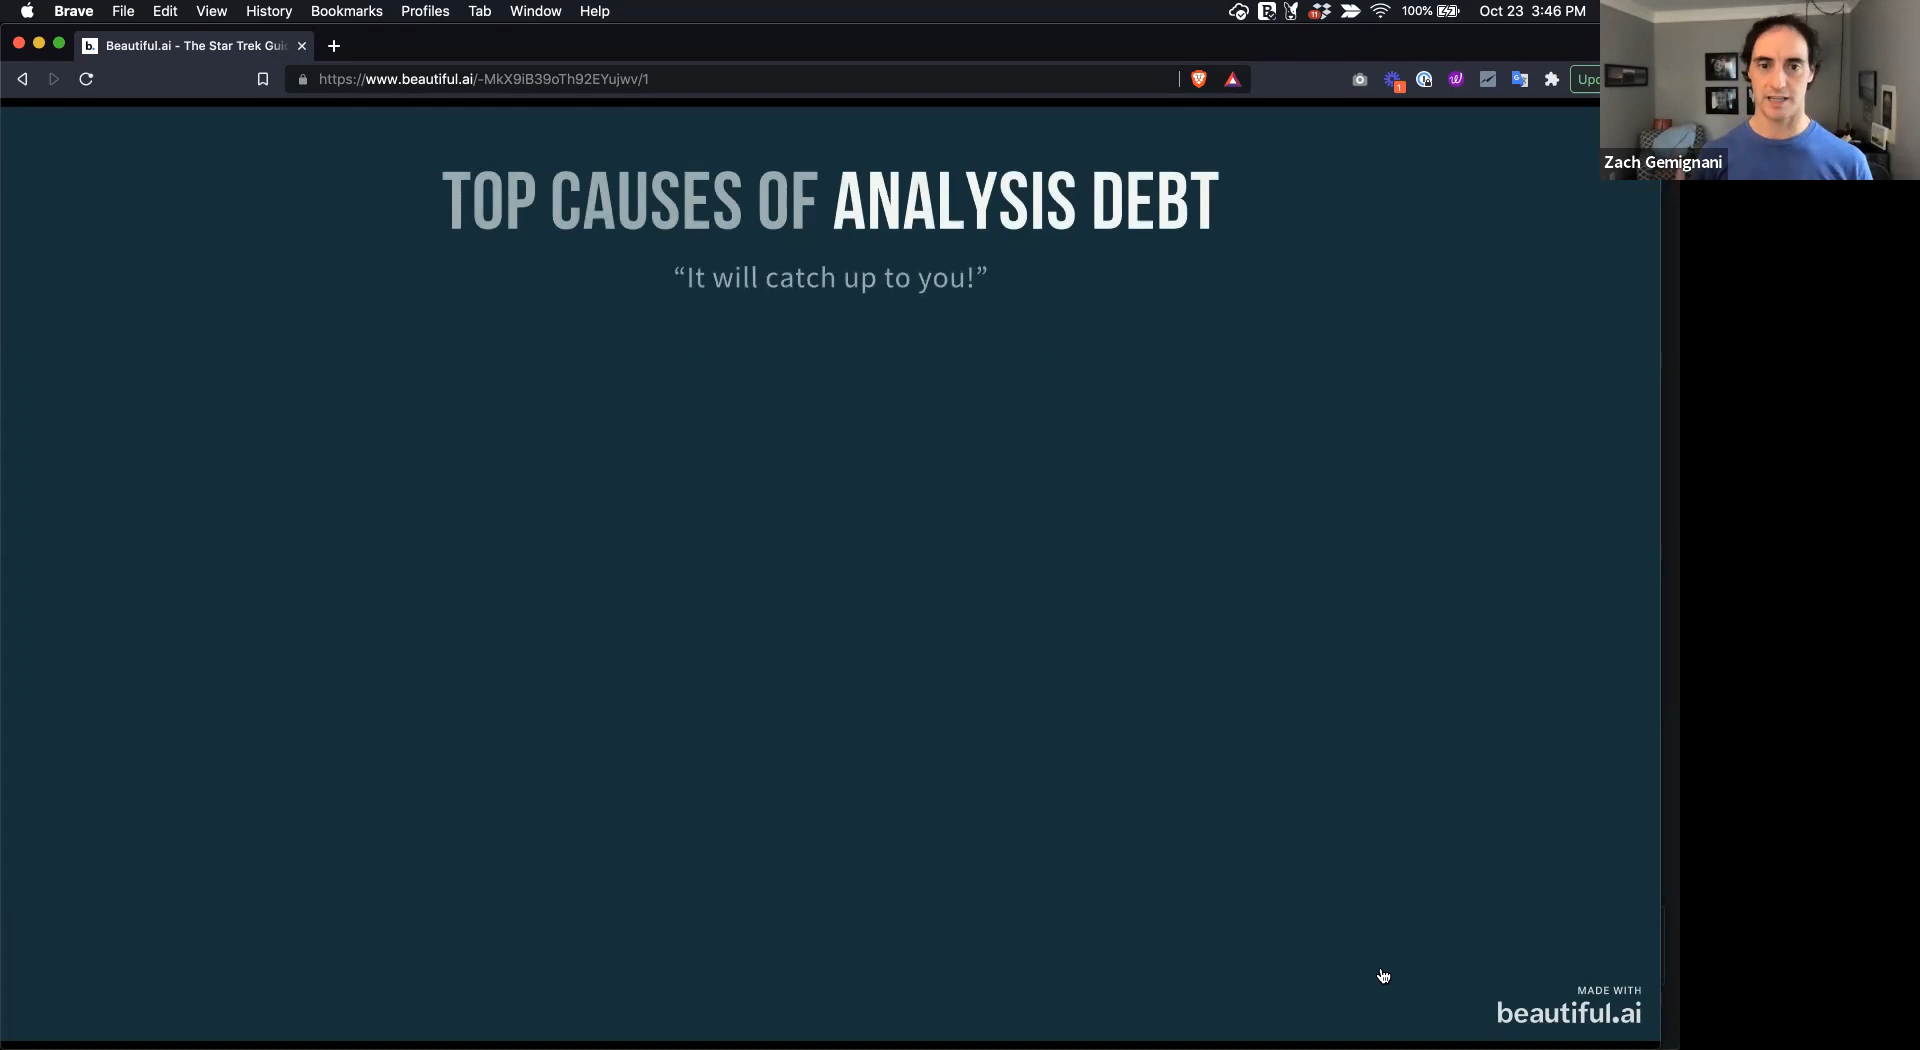 Brave File Edit View History Bookmarks Profiles Tab Window Help
11
100%
Oct 23 3:46 PM
b. Beautiful.ai - The Star Trek Gui
https://www.beautiful.ai/-MkX9iB39oTh92EYujwv/1
1
Upd
Zach Gemignani
TOP CAUSES OF ANALYSIS DEBT
“It will catch up to you!”
MADE WITH
beautiful.ai